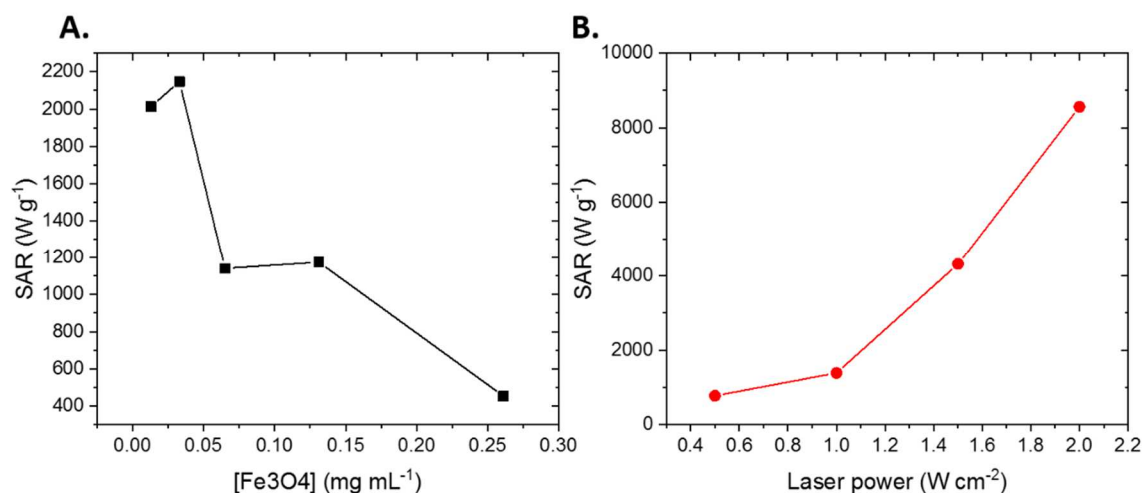 A.
2200
2000
1800
1600
1400
1200
1000
800
600
400
SAR (W g⁻¹)
0.00 0.05 0.10 0.15 0.20 0.25 0.30
[Fe3O4] (mg mL⁻¹)
B.
10000
8000
6000
4000
2000
0
SAR (W g⁻¹)
0.4 0.6 0.8 1.0 1.2 1.4 1.6 1.8 2.0 2.2
Laser power (W cm⁻²)